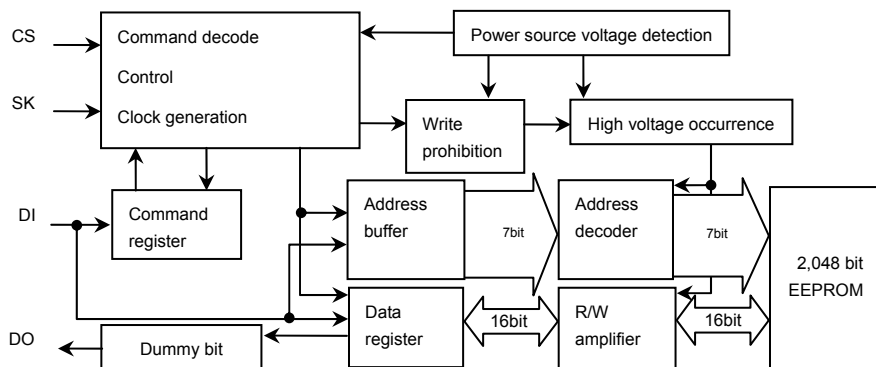 CS
Command decode
Control
SK
Clock generation
Power source voltage detection
Write
prohibition
High voltage occurrence
DI
Command
register
Address
buffer
7bit
Address
decoder
7bit
2,048 bit
EEPROM
DO
Dummy bit
Data
register
16bit
R/W
amplifier
16bit